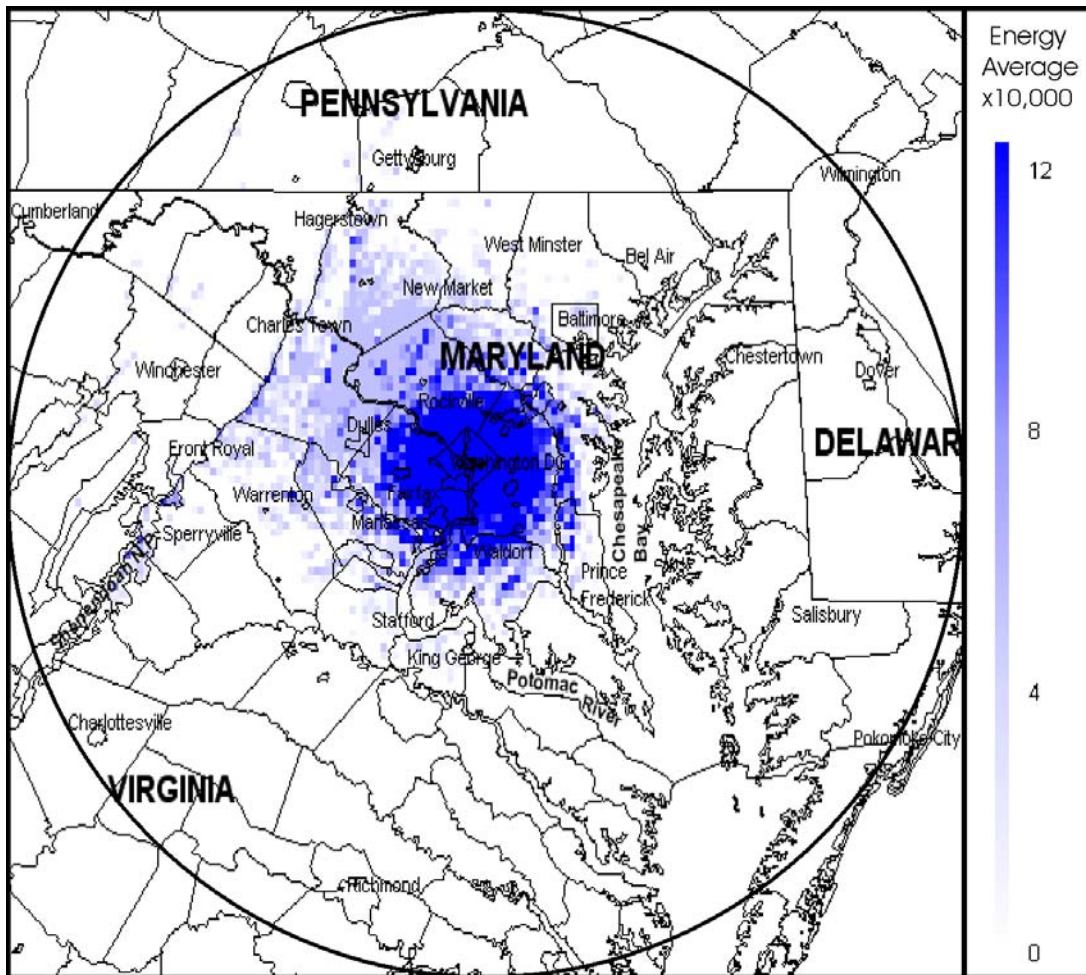 Energy
Average
x10,000
12
8
4
0
PENNSYLVANIA
Gettysburg
Wilmington
Cumberland
Hagerstown
West Minster
Bel Air
New Market
Charles Town
Baltimore
MARYLAND
Chestertown
Winchester
Dover
Rockville
Dulles
DELAWAR
Front Royal
Washington DC
Warrenton
Fairfax
Chesapeake
Bay
Manassas
Sperryville
Waldorf
Prince
Frederick
Stafford
Salisbury
King George
Potomac
River
Charlottesville
Pokomoke City
VIRGINIA
Richmond